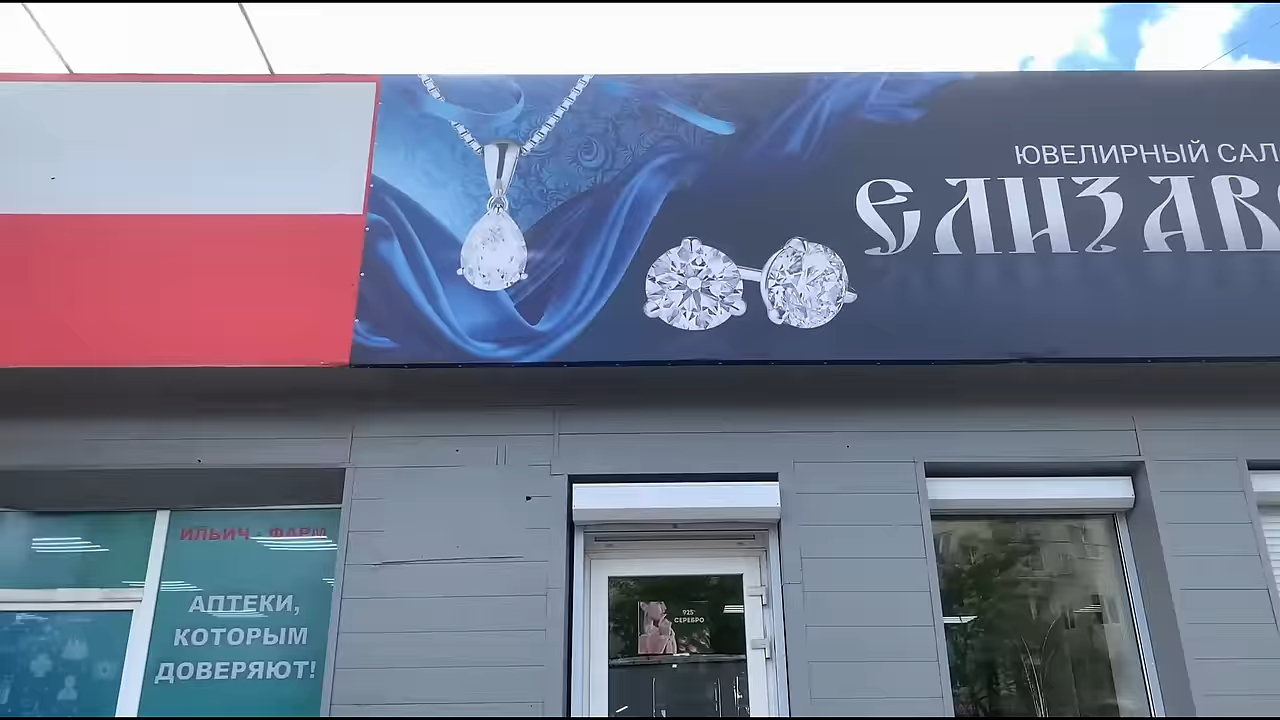 ЮВЕЛИРНЫЙ САЛ
ЕЛИЗАВ
ИЛЬИЧ - ФАРМ
АПТЕКИ,
КОТОРЫМ
ДОВЕРЯЮТ!
925°
СЕРЕБРО